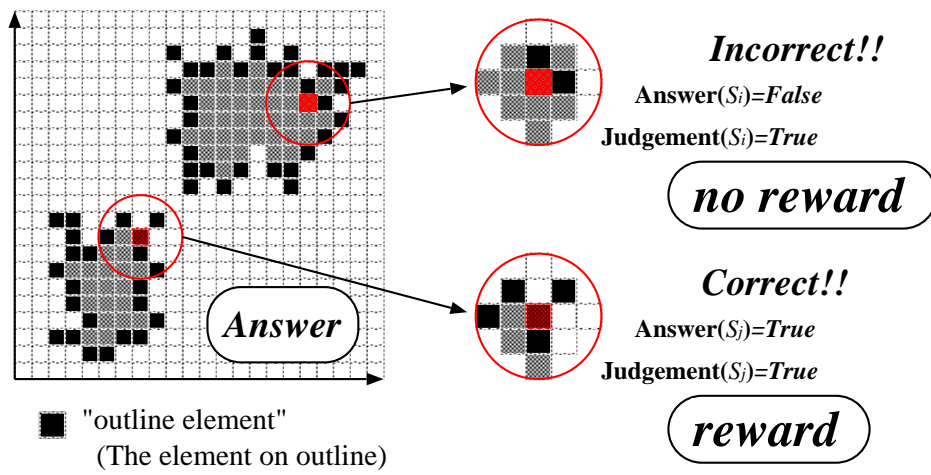 Incorrect!!
Answer(Si)=False
Judgement(Si)=True
no reward
Correct!!
Answer(Sj)=True
Judgement(Sj)=True
reward
Answer
"outline element"
(The element on outline)